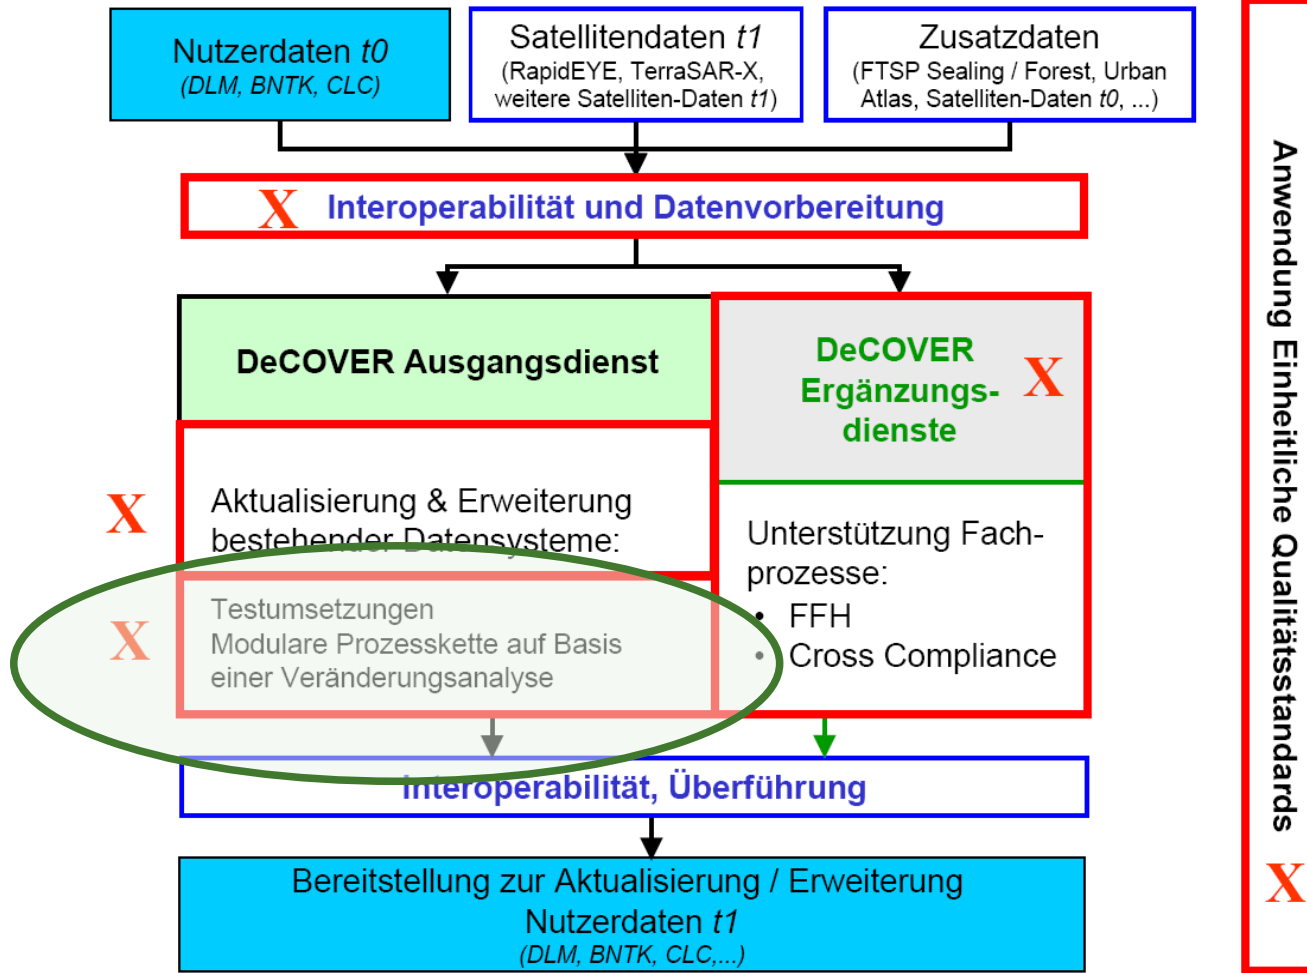 Nutzerdaten t0
(DLM, BNTK, CLC)
Satellitendaten t1
(RapidEYE, TerraSAR-X,
weitere Satelliten-Daten t1)
Zusatzdaten
(FTSP Sealing / Forest, Urban
Atlas, Satelliten-Daten t0, ...)
X Interoperabilität und Datenvorbereitung
DeCOVER Ausgangsdienst
DeCOVER
Ergänzungs-
dienste
X
X
Aktualisierung & Erweiterung
bestehender Datensysteme:
X
Testumsetzungen
Modulare Prozesskette auf Basis
einer Veränderungsanalyse
Unterstützung Fach-
prozesse:
• FFH
• Cross Compliance
Interoperabilität, Überführung
Bereitstellung zur Aktualisierung / Erweiterung
Nutzerdaten t1
(DLM, BNTK, CLC,...)
Anwendung Einheitliche Qualitätsstandards
X